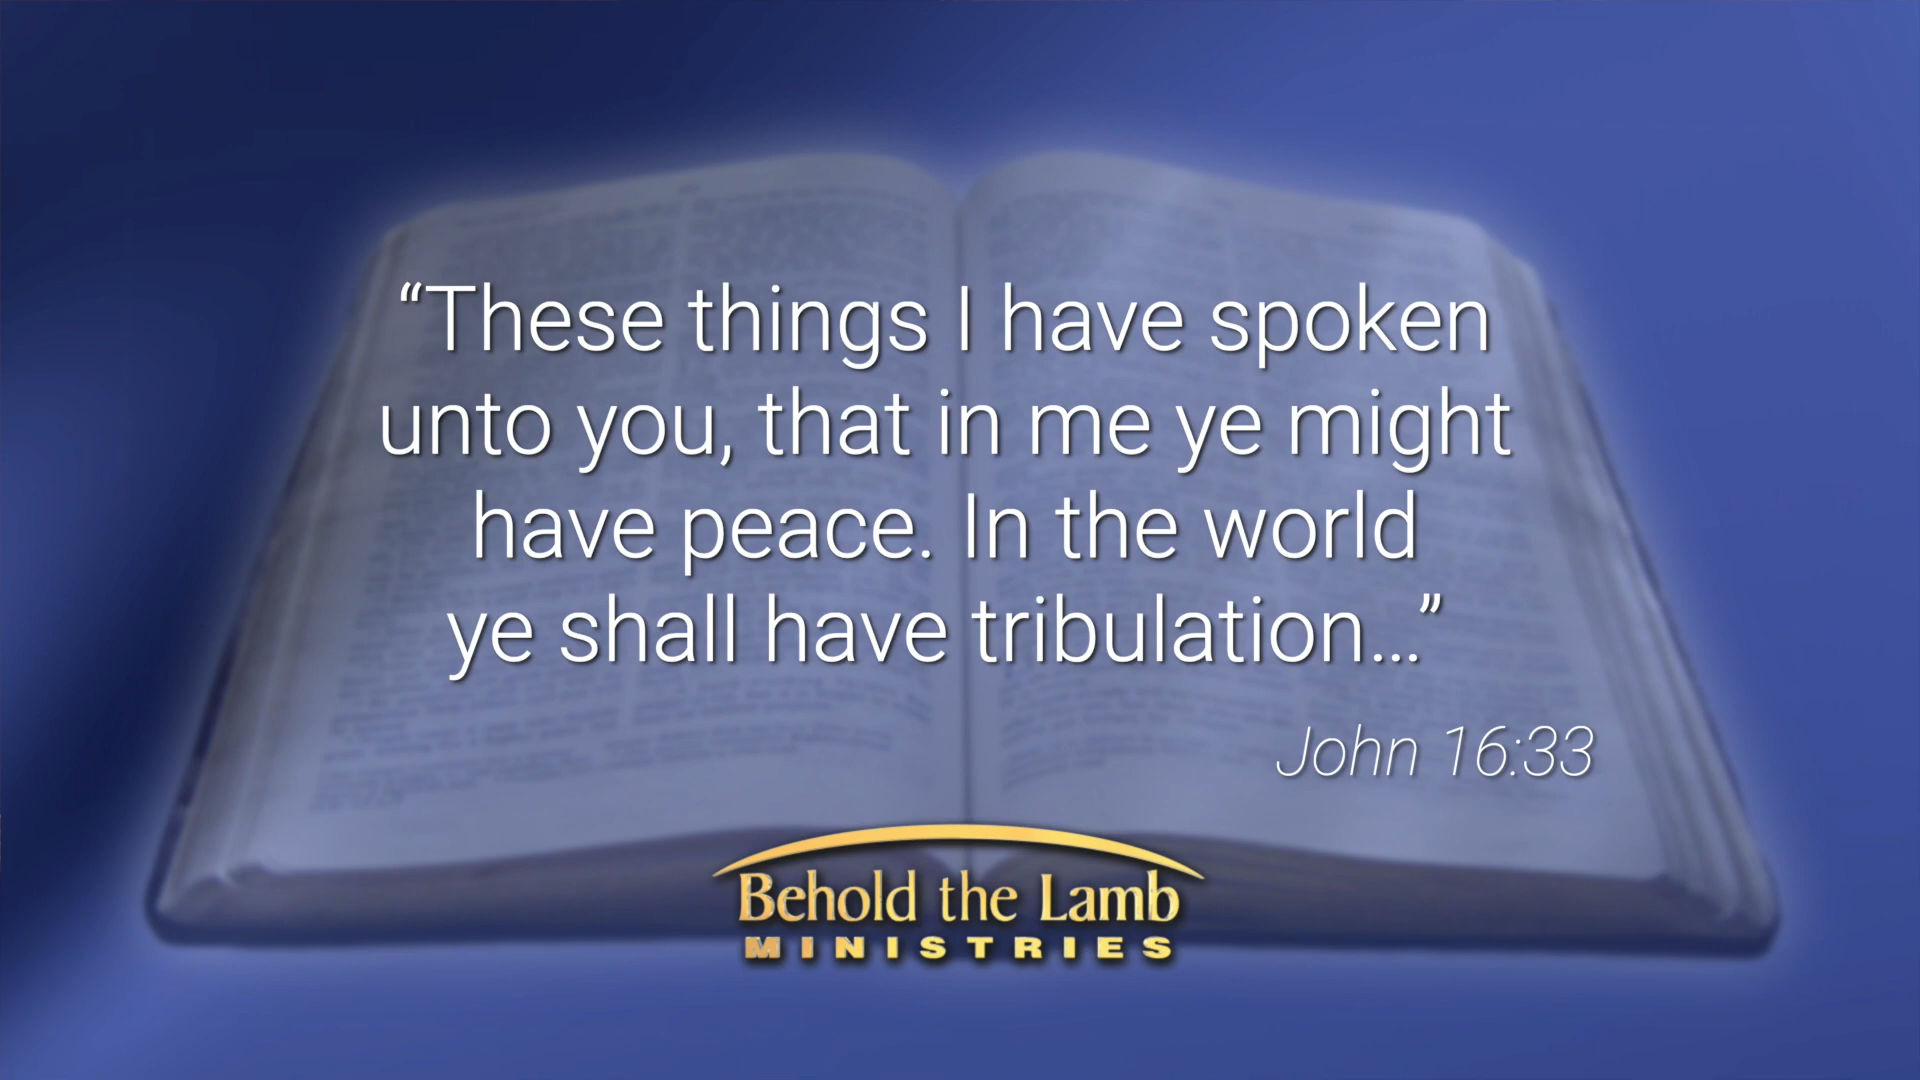 “These things I have spoken
unto you, that in me ye might
have peace. In the world
ye shall have tribulation...”
John 16:33
Behold the Lamb
MINISTRIES